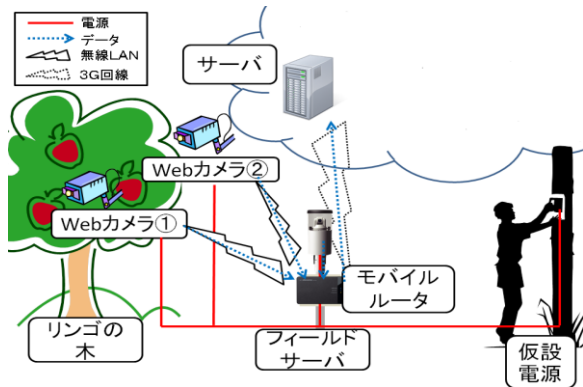 電源
データ
無線LAN
3G回線
サーバ
Webカメラ②
Webカメラ①
モバイル
ルータ
リンゴの
木
フィールド
サーバ
仮設
電源